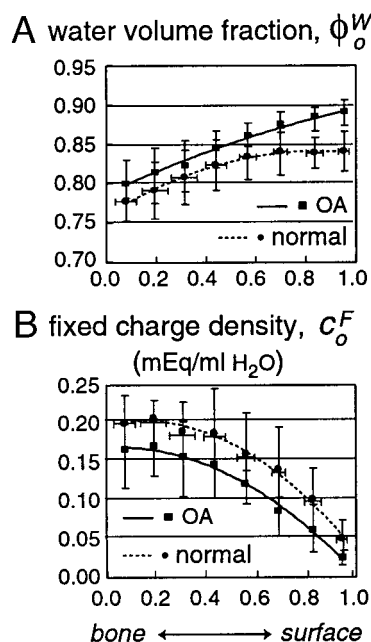 A water volume fraction, ϕₒᵂ
0.95
0.90
0.85
0.80
0.75
0.70
OA
normal
0.0 0.2 0.4 0.6 0.8 1.0
B fixed charge density, cₒᶠ
(mEq/ml H₂O)
0.25
0.20
0.15
0.10
0.05
0.00
OA
normal
0.0 0.2 0.4 0.6 0.8 1.0
bone surface